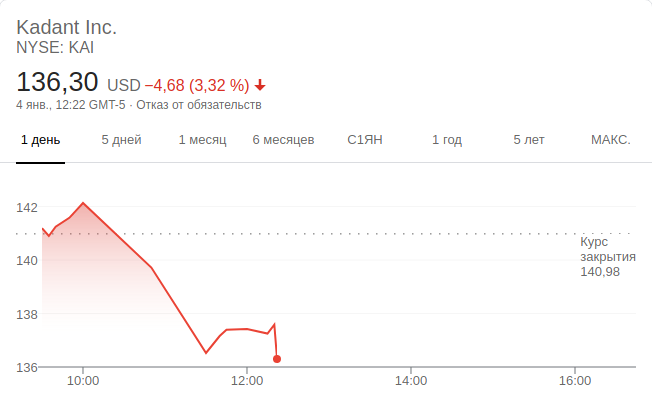 Kadant Inc.
NYSE: KAI
136,30 USD −4,68 (3,32 %)
4 янв., 12:22 GMT-5 · Отказ от обязательств
1 день 5 дней 1 месяц 6 месяцев С1ЯН 1 год 5 лет МАКС.
142
Курс
закрытия
140,98
140
138
136
10:00 12:00 14:00 16:00